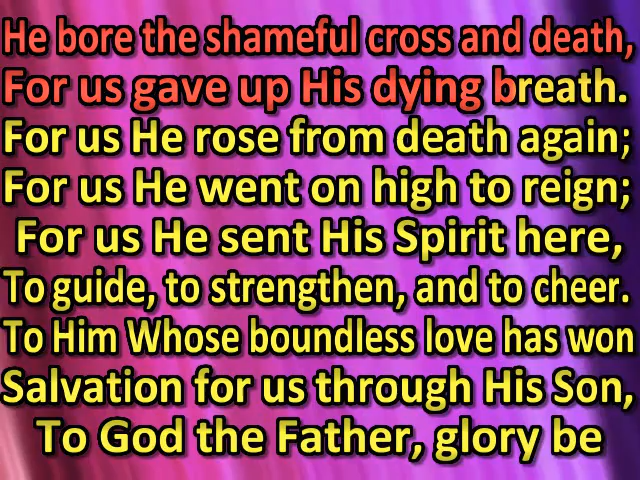 He bore the shameful cross and death,
For us gave up His dying breath.
For us He rose from death again;
For us He went on high to reign;
For us He sent His Spirit here,
To guide, to strengthen, and to cheer.
To Him Whose boundless love has won
Salvation for us through His Son,
To God the Father, glory be